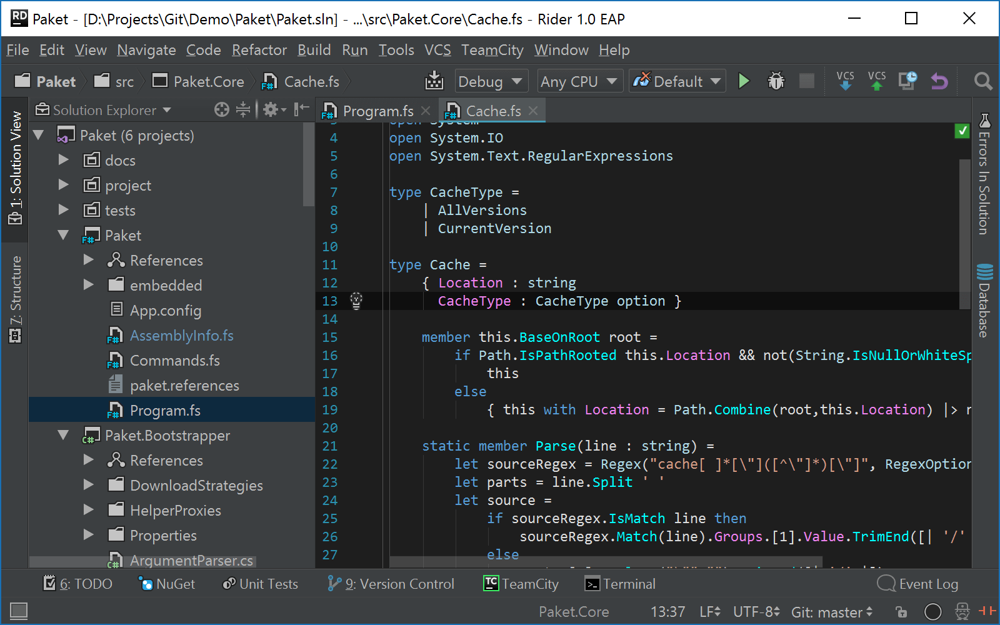 RD Paket - [D:\Projects\Git\Demo\Paket\Paket.sln] - ...\src\Paket.Core\Cache.fs - Rider 1.0 EAP
File Edit View Navigate Code Refactor Build Run Tools VCS TeamCity Window Help
Paket src Paket.Core F# Cache.fs Debug Any CPU Default VCS VCS
1: Solution View
7: Structure
Solution Explorer
Paket (6 projects)
docs
project
tests
F# Paket
References
embedded
App.config
F# AssemblyInfo.fs
F# Commands.fs
paket.references
F# Program.fs
C# Paket.Bootstrapper
References
DownloadStrategies
HelperProxies
Properties
C# ArgumentParser.cs
F# Program.fs F# Cache.fs
3 open System
4 open System.IO
5 open System.Text.RegularExpressions
6
7 type CacheType =
8 | AllVersions
9 | CurrentVersion
10
11 type Cache =
12 { Location : string
13 CacheType : CacheType option }
14
15 member this.BaseOnRoot root =
16 if Path.IsPathRooted this.Location && not(String.IsNullOrWhiteSp
17 this
18 else
19 { this with Location = Path.Combine(root,this.Location) |> n
20
21 static member Parse(line : string) =
22 let sourceRegex = Regex("cache[ ]*[\"]([^\"]*)[\"]", RegexOption
23 let parts = line.Split ' '
24 let source =
25 if sourceRegex.IsMatch line then
26 sourceRegex.Match(line).Groups.[1].Value.TrimEnd([| '/'
27 else
Errors In Solution
Database
6: TODO NuGet Unit Tests 9: Version Control TC TeamCity Terminal Event Log
Paket.Core 13:37 LF UTF-8 Git: master